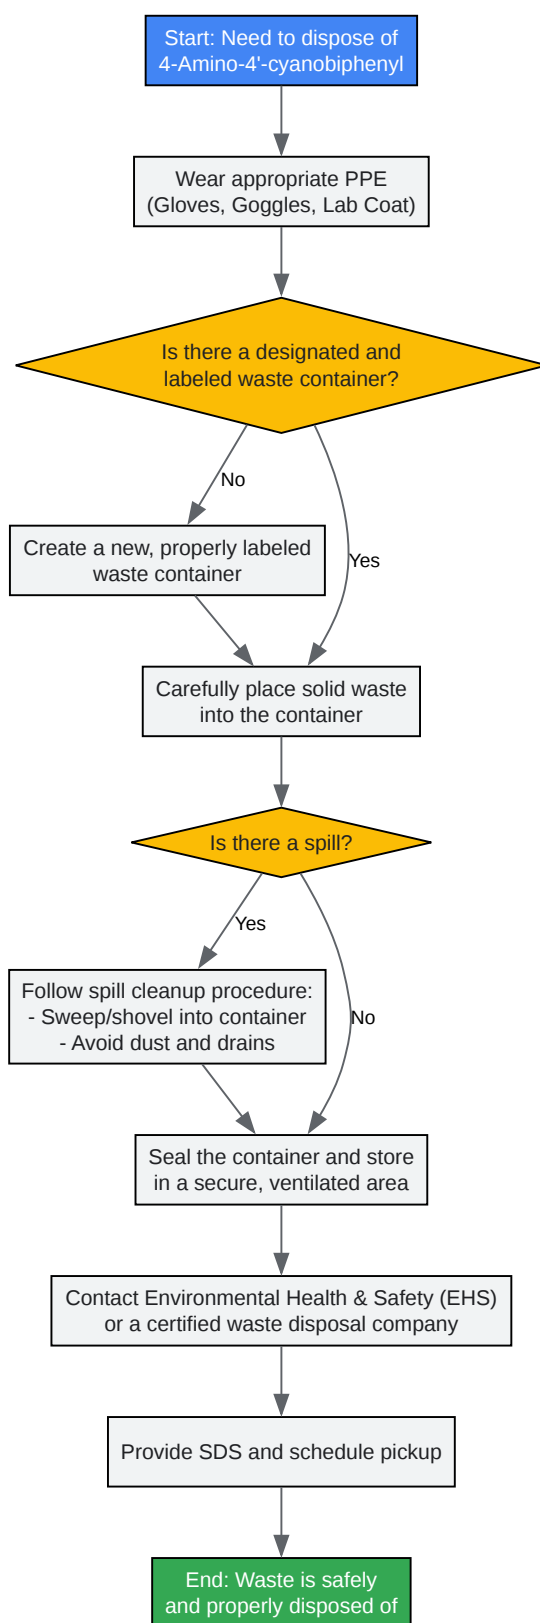 Start: Need to dispose of
4-Amino-4'-cyanobiphenyl
Wear appropriate PPE
(Gloves, Goggles, Lab Coat)
Is there a designated and
labeled waste container?
No
Create a new, properly labeled
waste container
Yes
Carefully place solid waste
into the container
Is there a spill?
Yes
Follow spill cleanup procedure:
- Sweep/shovel into container
- Avoid dust and drains
No
Seal the container and store
in a secure, ventilated area
Contact Environmental Health & Safety (EHS)
or a certified waste disposal company
Provide SDS and schedule pickup
End: Waste is safely
and properly disposed of